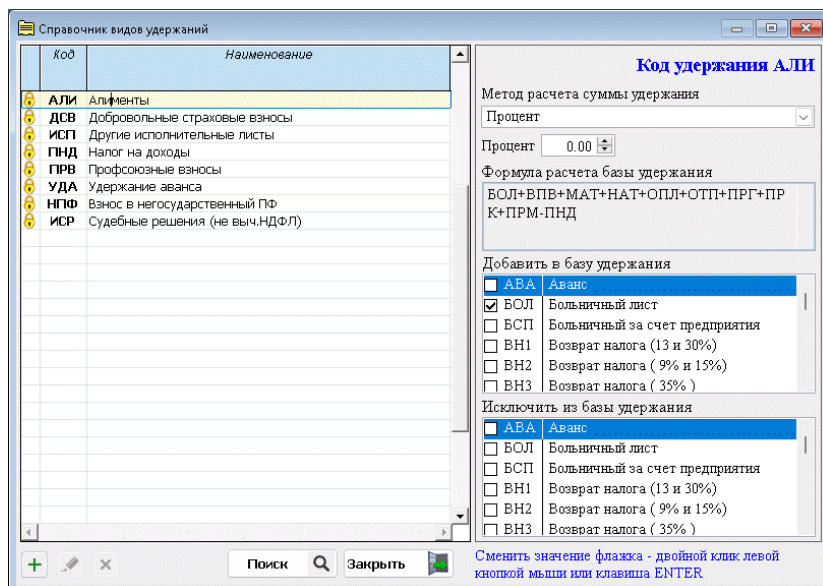 Справочник видов удержаний
Код Наименование
АЛИ Алименты
ДСВ Добровольные страховые взносы
ИСП Другие исполнительные листы
ПНД Налог на доходы
ПРВ Профсоюзные взносы
УДА Удержание аванса
НПФ Взнос в негосударственный ПФ
ИСР Судебные решения (не выч.НДФЛ)
Поиск Закрыть
Код удержания АЛИ
Метод расчета суммы удержания
Процент
Процент 0.00
Формула расчета базы удержания
БОЛ+ВПВ+МАТ+НАТ+ОПЛ+ОТП+ПРГ+ПР
К+ПРМ-ПНД
Добавить в базу удержания
АВА Аванс
БОЛ Больничный лист
БСП Больничный за счет предприятия
ВН1 Возврат налога (13 и 30%)
ВН2 Возврат налога ( 9% и 15%)
ВН3 Возврат налога ( 35% )
Исключить из базы удержания
АВА Аванс
БОЛ Больничный лист
БСП Больничный за счет предприятия
ВН1 Возврат налога (13 и 30%)
ВН2 Возврат налога ( 9% и 15%)
ВН3 Возврат налога ( 35% )
Сменить значение флажка - двойной клик левой
кнопкой мыши или клавиша ENTER